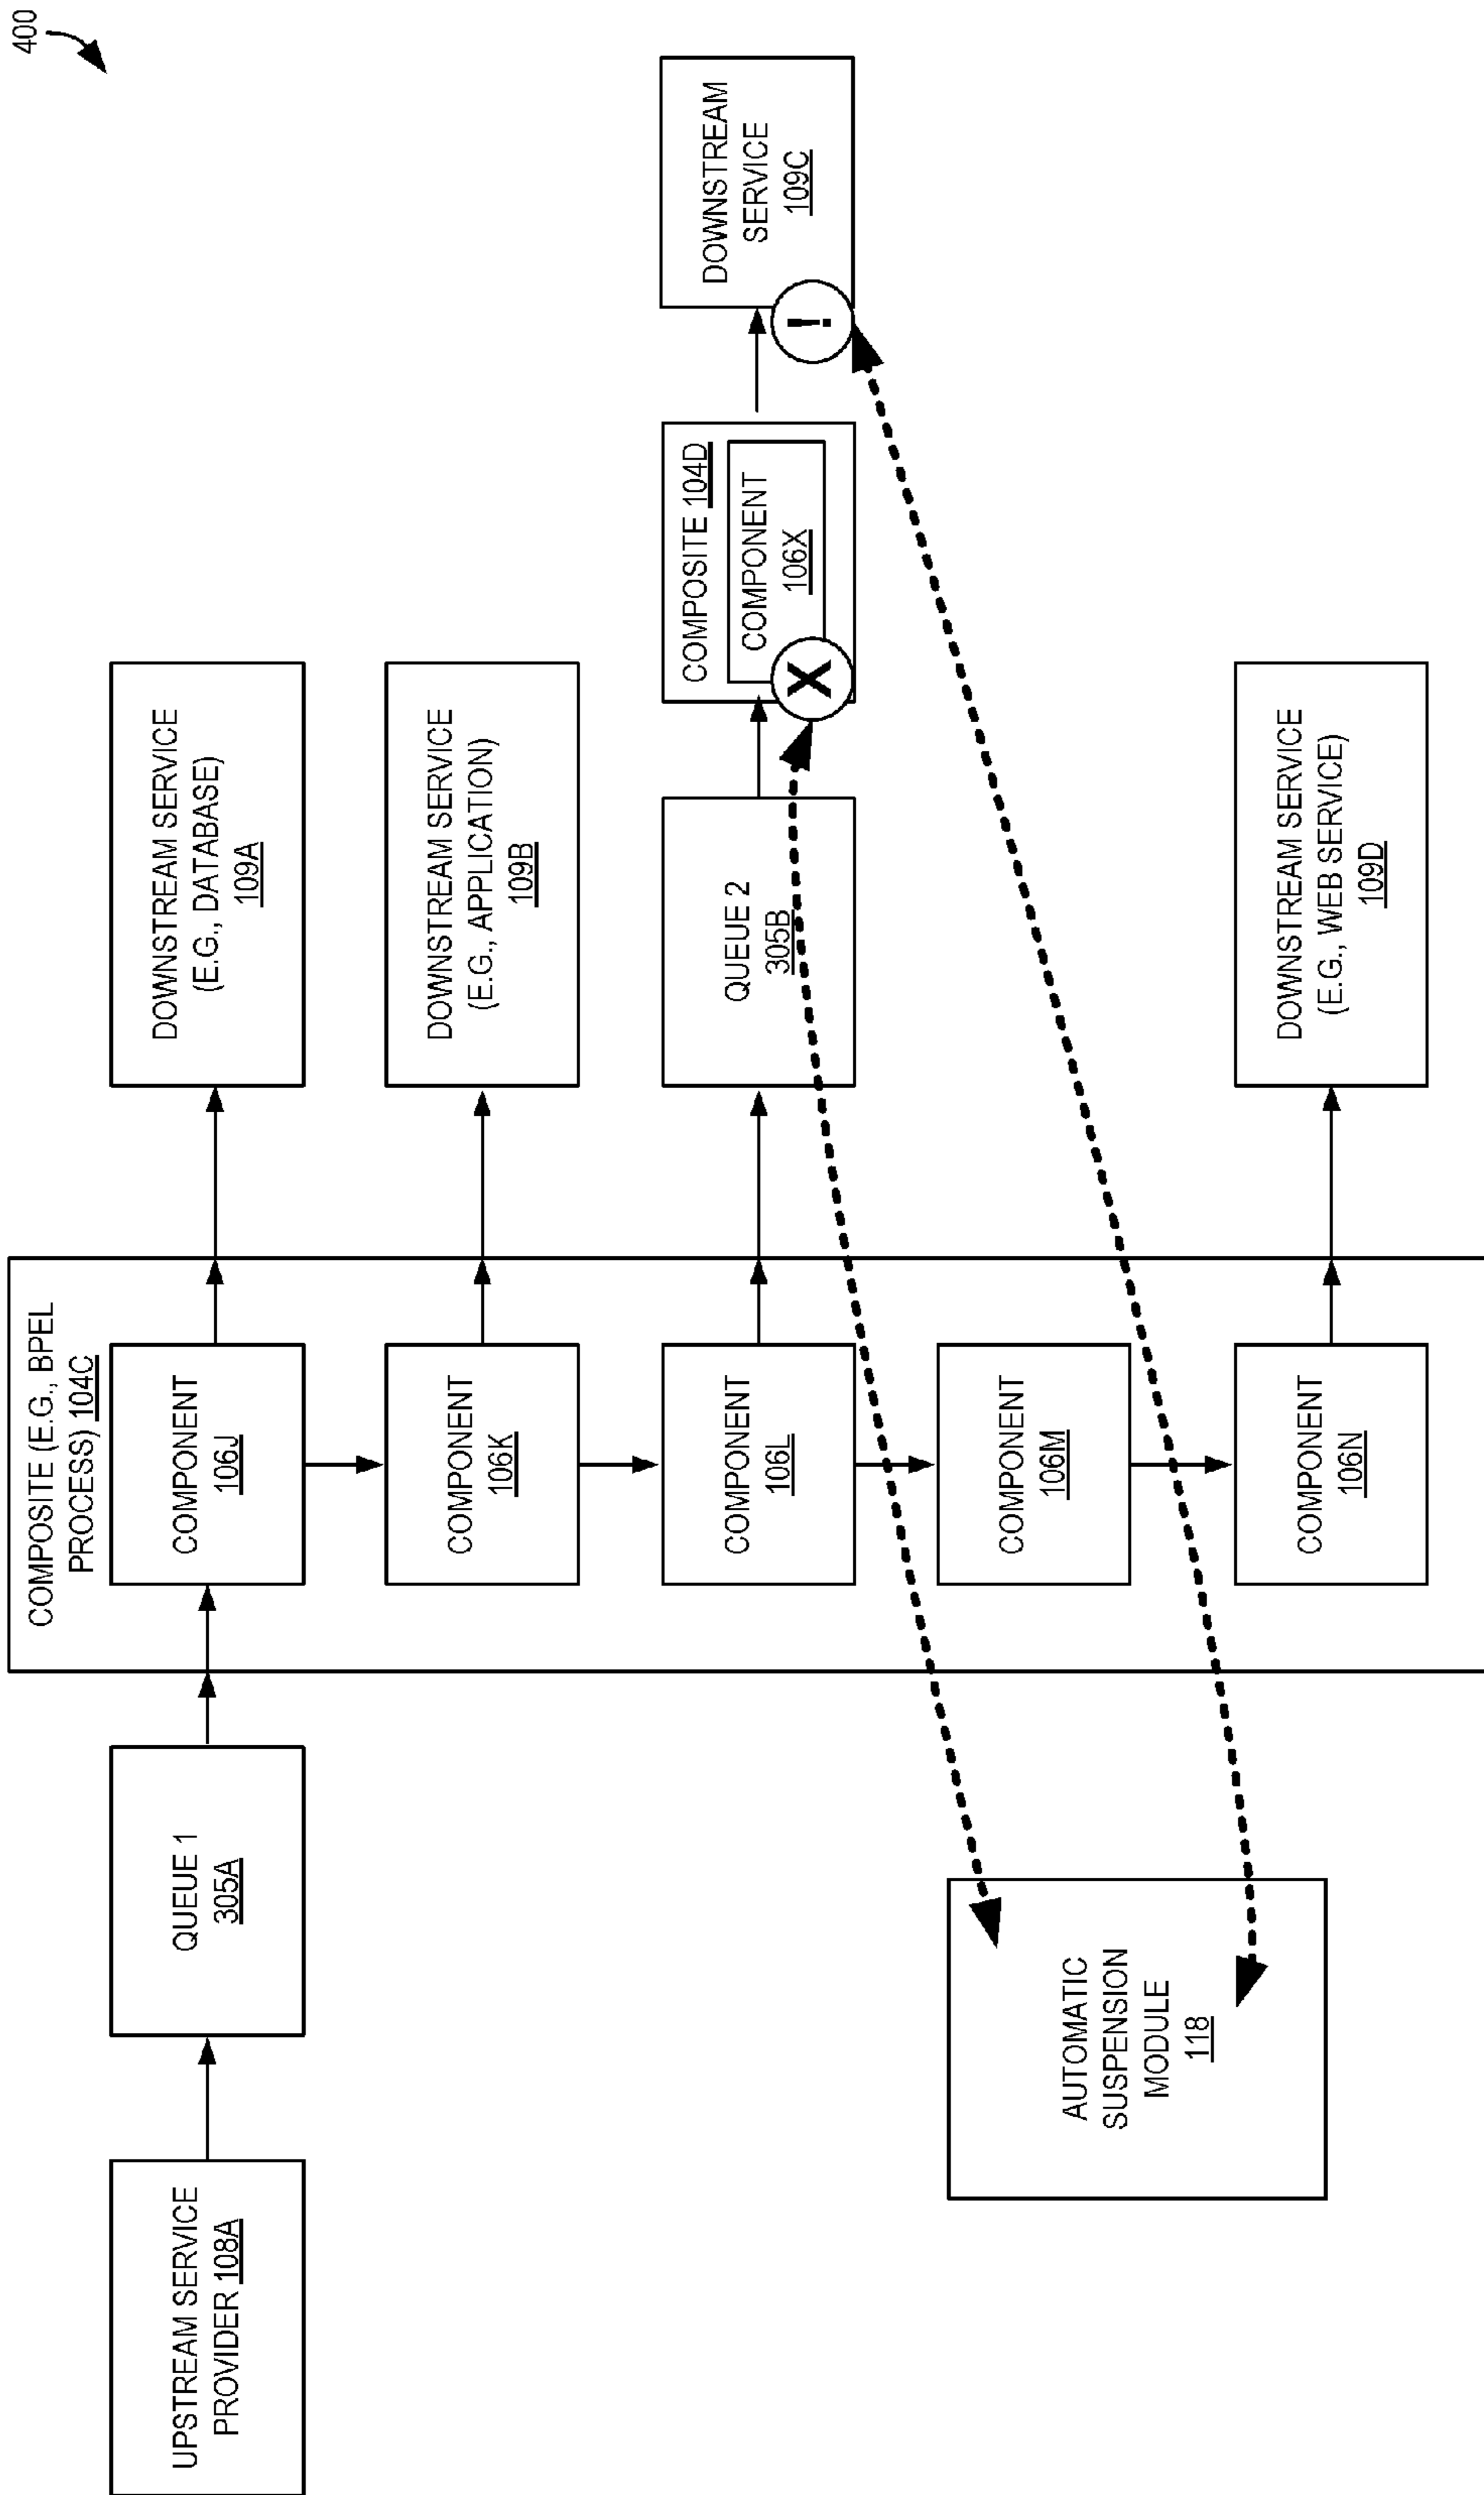 400
UPSTREAM SERVICE
PROVIDER 108A
QUEUE 1
305A
COMPOSITE (E.G., BPEL
PROCESS) 104C
COMPONENT
106J
DOWNSTREAM SERVICE
(E.G., DATABASE)
109A
COMPONENT
106K
DOWNSTREAM SERVICE
(E.G., APPLICATION)
109B
COMPONENT
106L
QUEUE 2
305B
COMPOSITE 104D
COMPONENT
106X
X
DOWNSTREAM
SERVICE
109C
!
COMPONENT
106M
COMPONENT
106N
DOWNSTREAM SERVICE
(E.G., WEB SERVICE)
109D
AUTOMATIC
SUSPENSION
MODULE
118